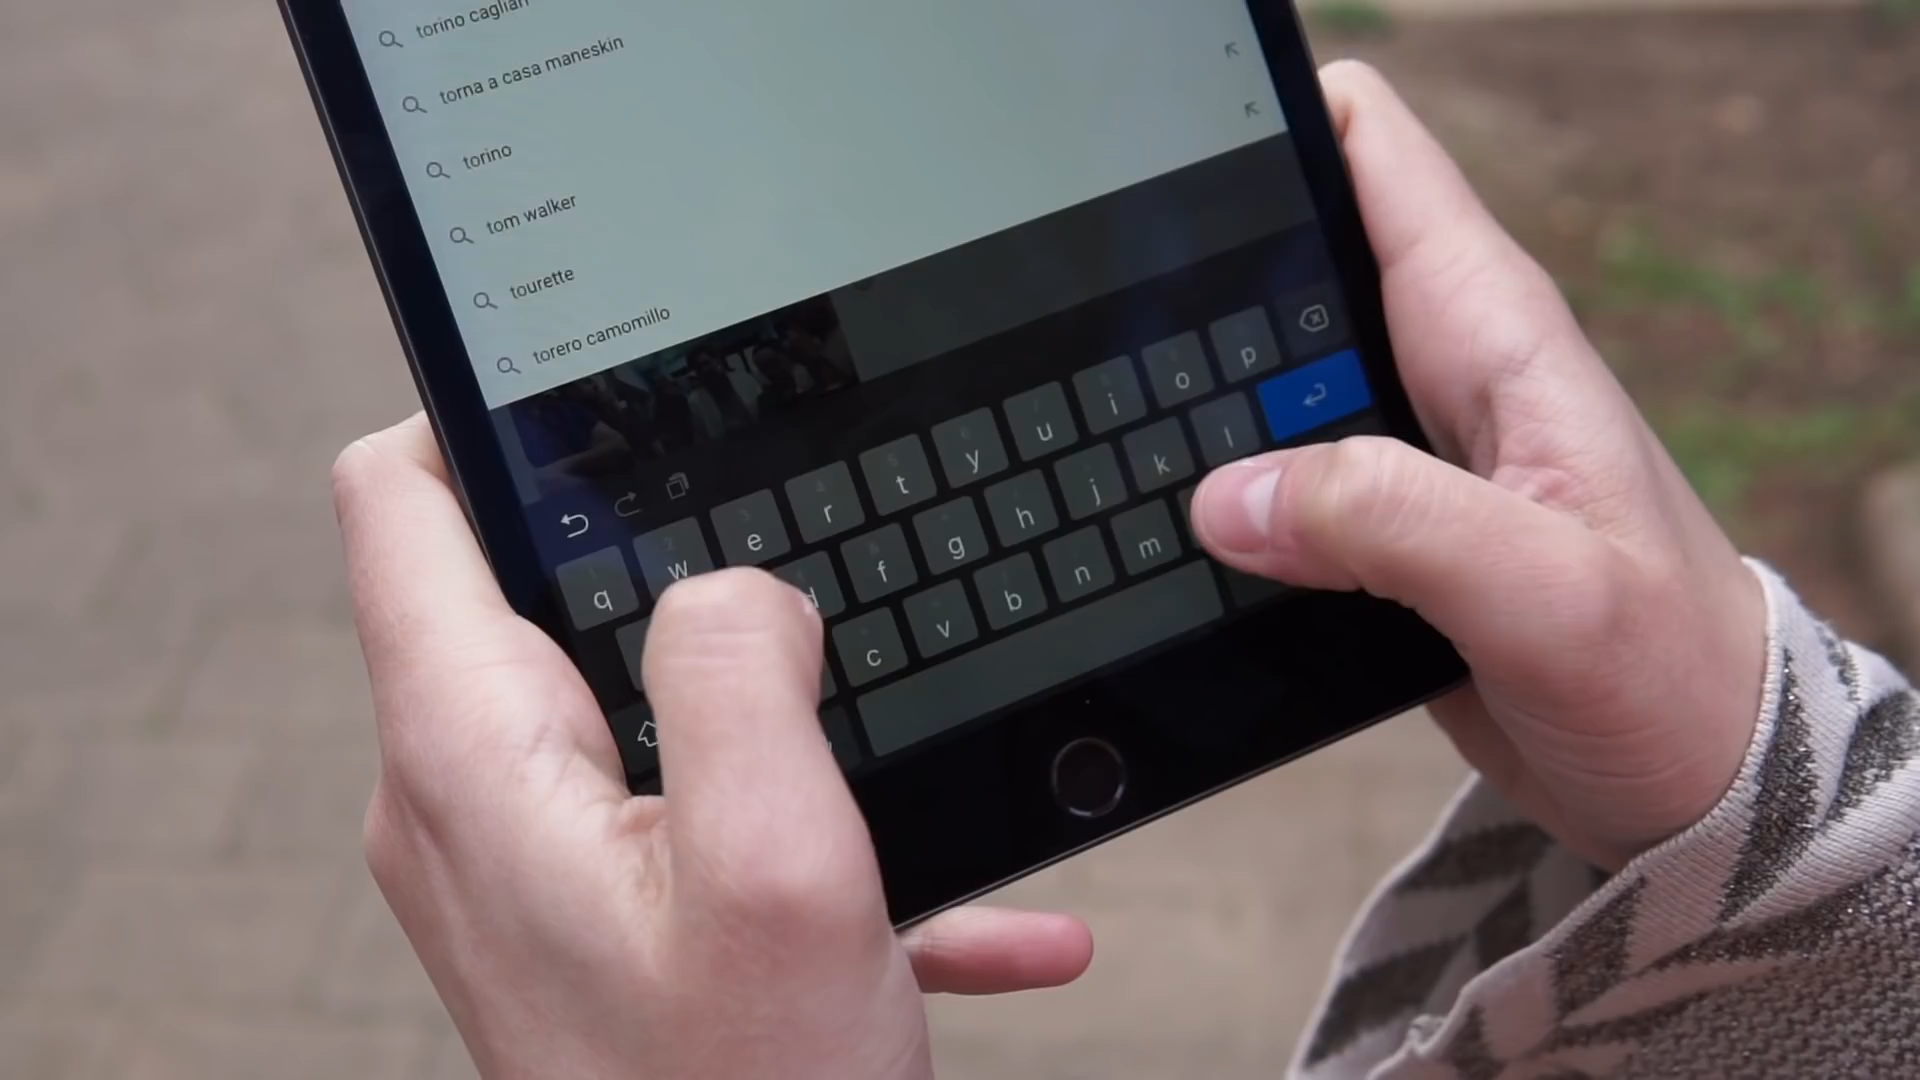 torino cagliari
torna a casa maneskin
torino
tom walker
tourette
torero camomillo
q w e r t y u i o p
d f g h j k l
c v b n m